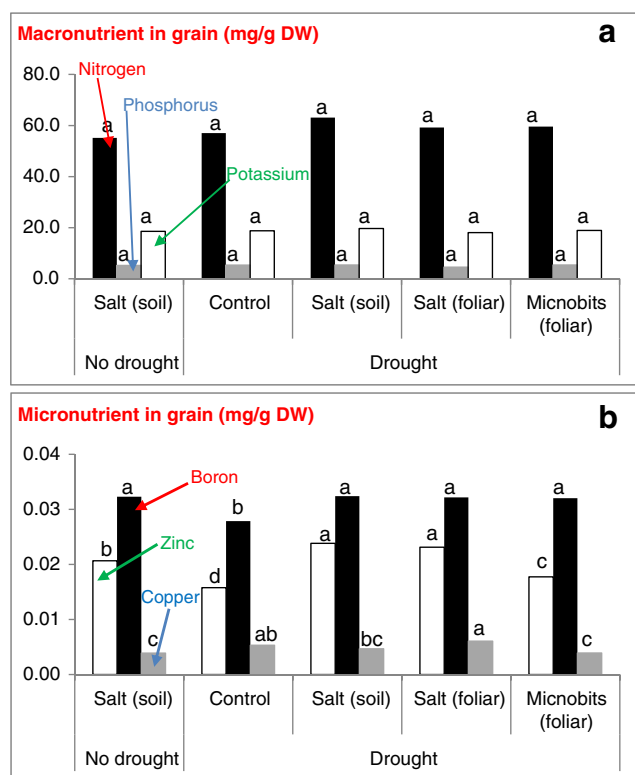 Macronutrient in grain (mg/g DW)
a
80.0
Nitrogen
Phosphorus
a a a a a
60.0
40.0
Potassium
a a a a a
20.0
a a a a a
0.0
Salt (soil) Control Salt (soil) Salt (foliar) Micnobits
(foliar)
No drought Drought
Micronutrient in grain (mg/g DW)
b
0.04
a Boron b a a a
0.03
b Zinc d a a c
0.02
Copper
0.01
c ab bc a c
0.00
Salt (soil) Control Salt (soil) Salt (foliar) Micnobits
(foliar)
No drought Drought